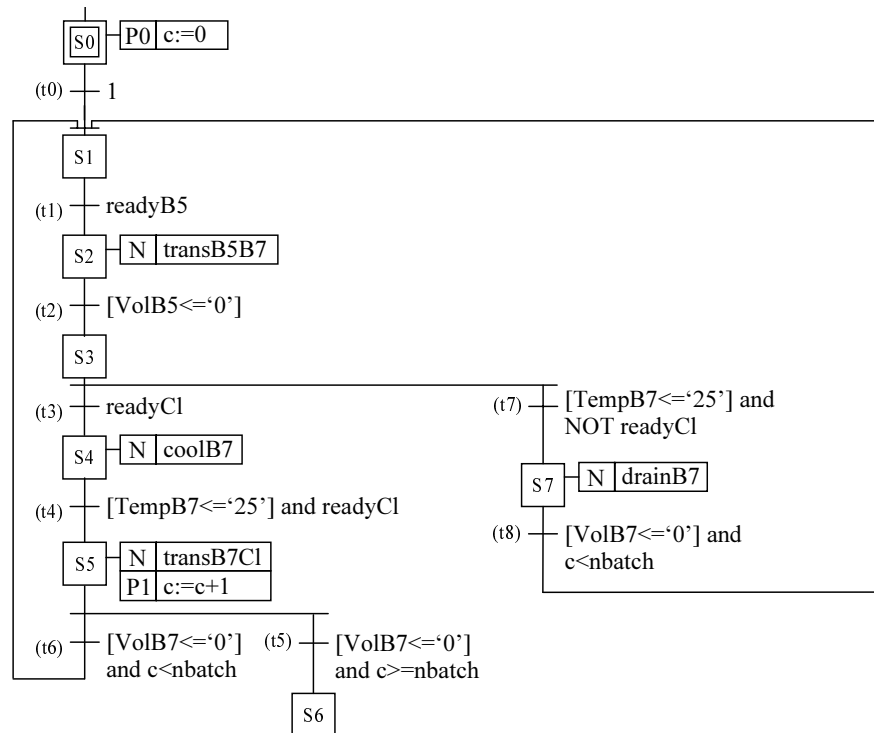 S0 P0 c:=0
(t0) 1
S1
(t1) readyB5
S2 N transB5B7
(t2) [VolB5<=‘0’]
S3
(t3) readyCl
(t7) [TempB7<=‘25’] and
NOT readyCl
S4 N coolB7
S7 N drainB7
(t4) [TempB7<=‘25’] and readyCl
(t8) [VolB7<=‘0’] and
c<nbatch
S5 N transB7Cl
P1 c:=c+1
(t6) [VolB7<=‘0’]
and c<nbatch
(t5) [VolB7<=‘0’]
and c>=nbatch
S6